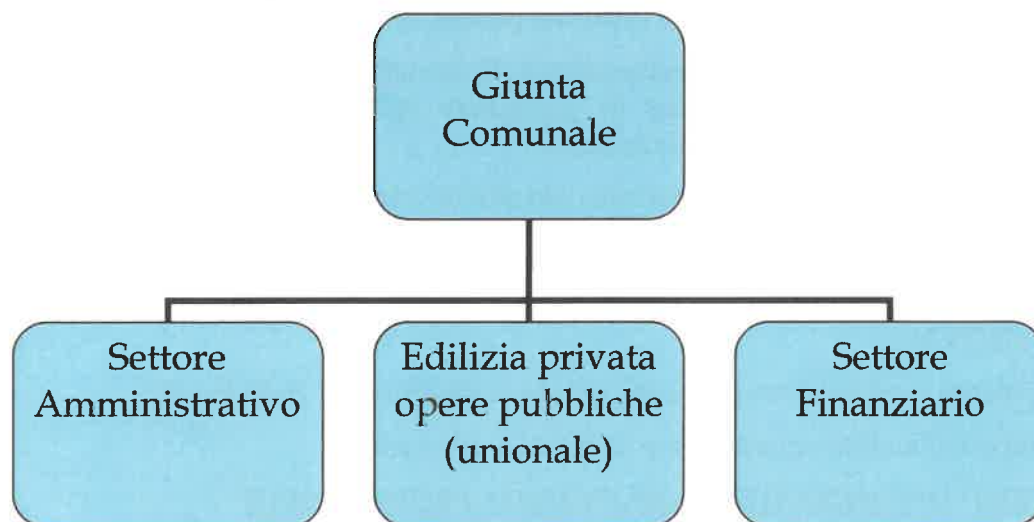 Giunta
Comunale
Settore
Amministrativo
Edilizia privata
opere pubbliche
(unionale)
Settore
Finanziario